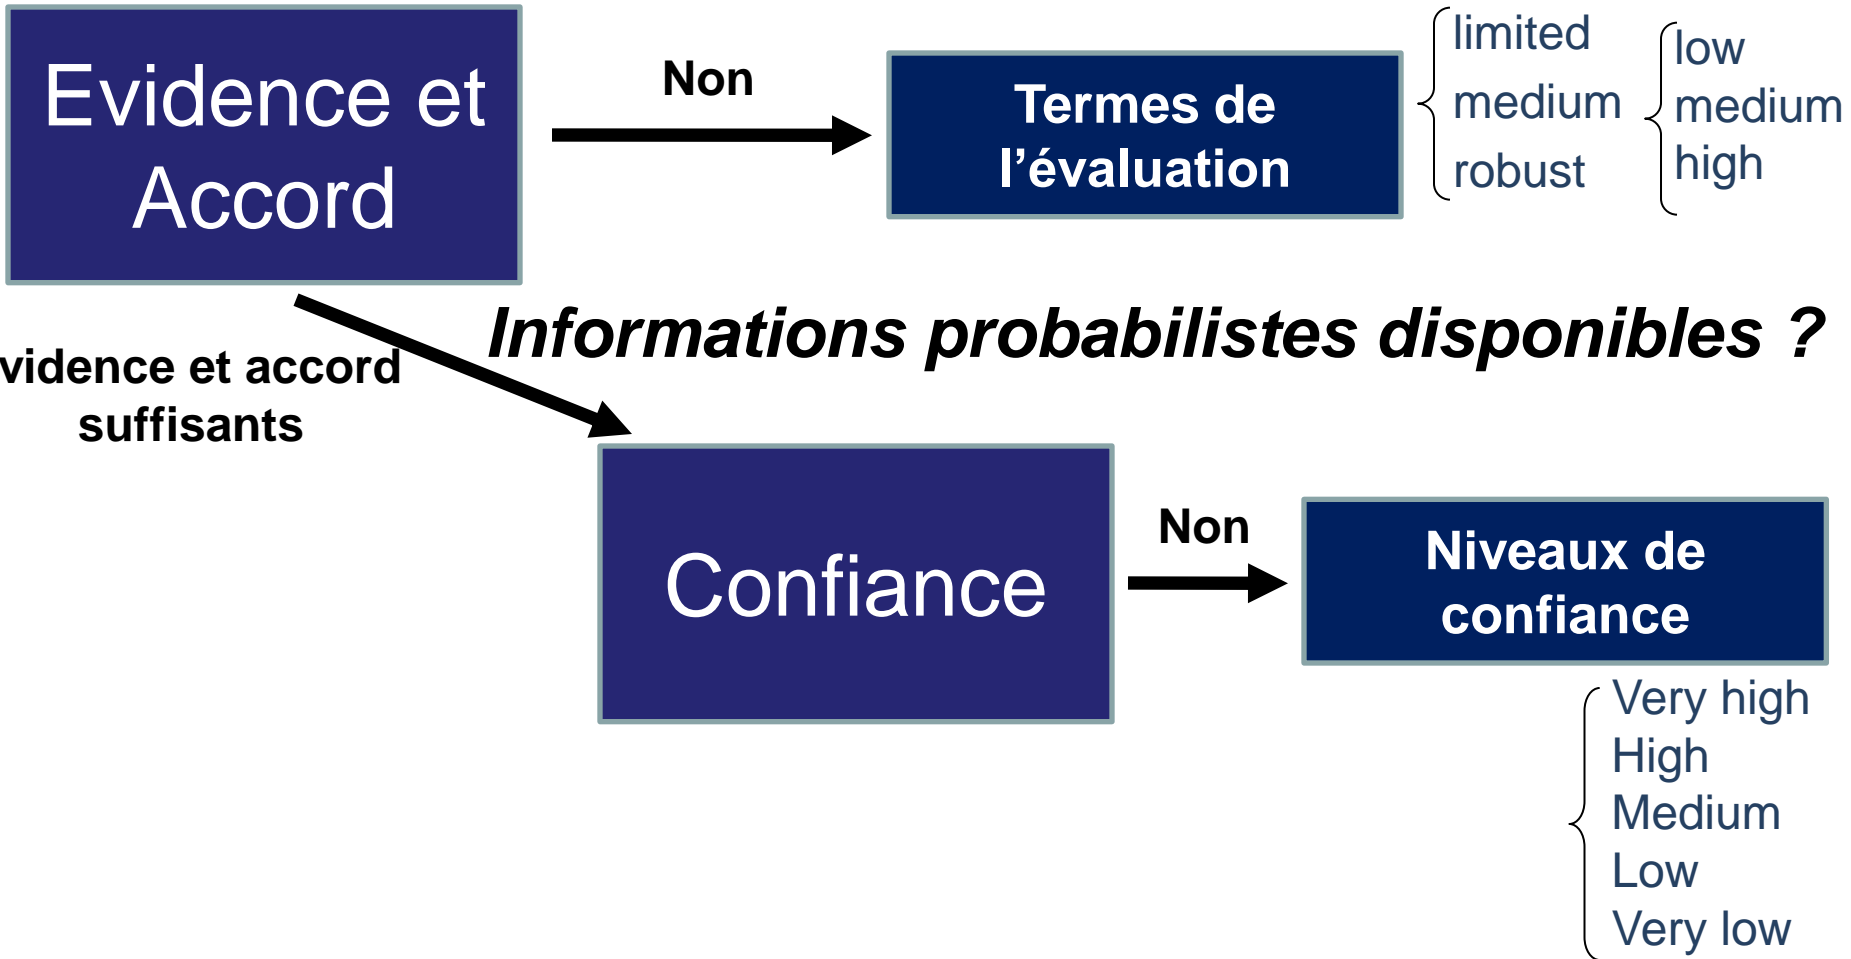 Evidence et
Accord
Non
Termes de
l’évaluation
limited
medium
robust
low
medium
high
Informations probabilistes disponibles ?
vidence et accord
suffisants
Confiance
Non
Niveaux de
confiance
Very high
High
Medium
Low
Very low